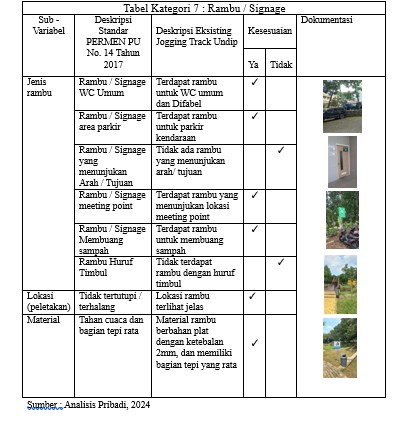 Tabel Kategori 7 : Rambu / Signage
Sub -
Variabel
Deskripsi
Standar
PERMEN PU
No. 14 Tahun
2017
Deskripsi Eksisting
Jogging Track Undip
Kesesuaian
Ya
Tidak
Dokumentasi
Jenis
rambu
Rambu / Signage
WC Umum
Terdapat rambu
untuk WC umum
dan Difabel
✓
Rambu / Signage
area parkir
Terdapat rambu
untuk parkir
kendaraan
✓
Rambu / Signage
yang
menunjukan
Arah / Tujuan
Tidak ada rambu
yang menunjukan
arah/ tujuan
✓
Rambu / Signage
meeting point
Terdapat rambu yang
menunjukan lokasi
meeting point
✓
Rambu / Signage
Membuang
sampah
Terdapat rambu
untuk membuang
sampah
✓
Rambu Huruf
Timbul
Tidak terdapat
rambu dengan huruf
timbul
✓
Lokasi
(peletakan)
Tidak tertutupi /
terhalang
Lokasi rambu
terlihat jelas
✓
Material
Tahan cuaca dan
bagian tepi rata
Material rambu
berbahan plat
dengan ketebalan
2mm, dan memiliki
bagian tepi yang rata
✓
Sumber : Analisis Pribadi, 2024